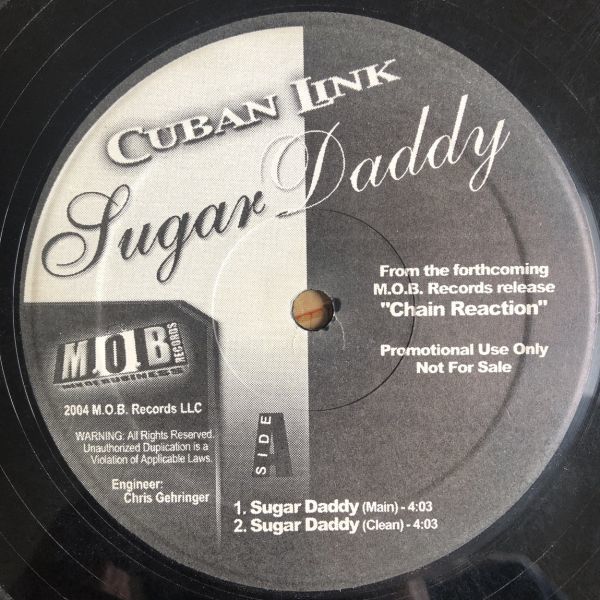 CUBAN LINK
Sugar Daddy
From the forthcoming
M.O.B. Records release
"Chain Reaction"
Promotional Use Only
Not For Sale
M.O.B.
RECORDS
MADEBUSINESS
2004 M.O.B. Records LLC
WARNING: All Rights Reserved.
Unauthorized Duplication is a
Violation of Applicable Laws.
Engineer:
Chris Gehringer
SIDE A
1. Sugar Daddy (Main) - 4:03
2. Sugar Daddy (Clean) - 4:03